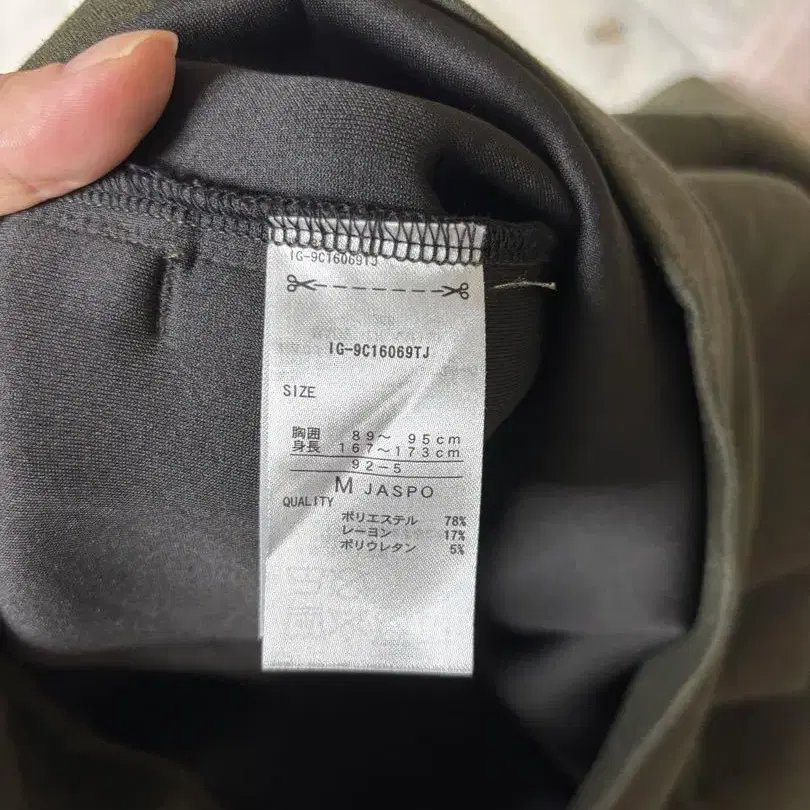 IG-9C16069TJ
IG-9C16069TJ
SIZE
胸囲 89～ 95cm
身長 167～173cm
92-5
M JASPO
QUALITY
ポリエステル 78%
レーヨン 17%
ポリウレタン 5%